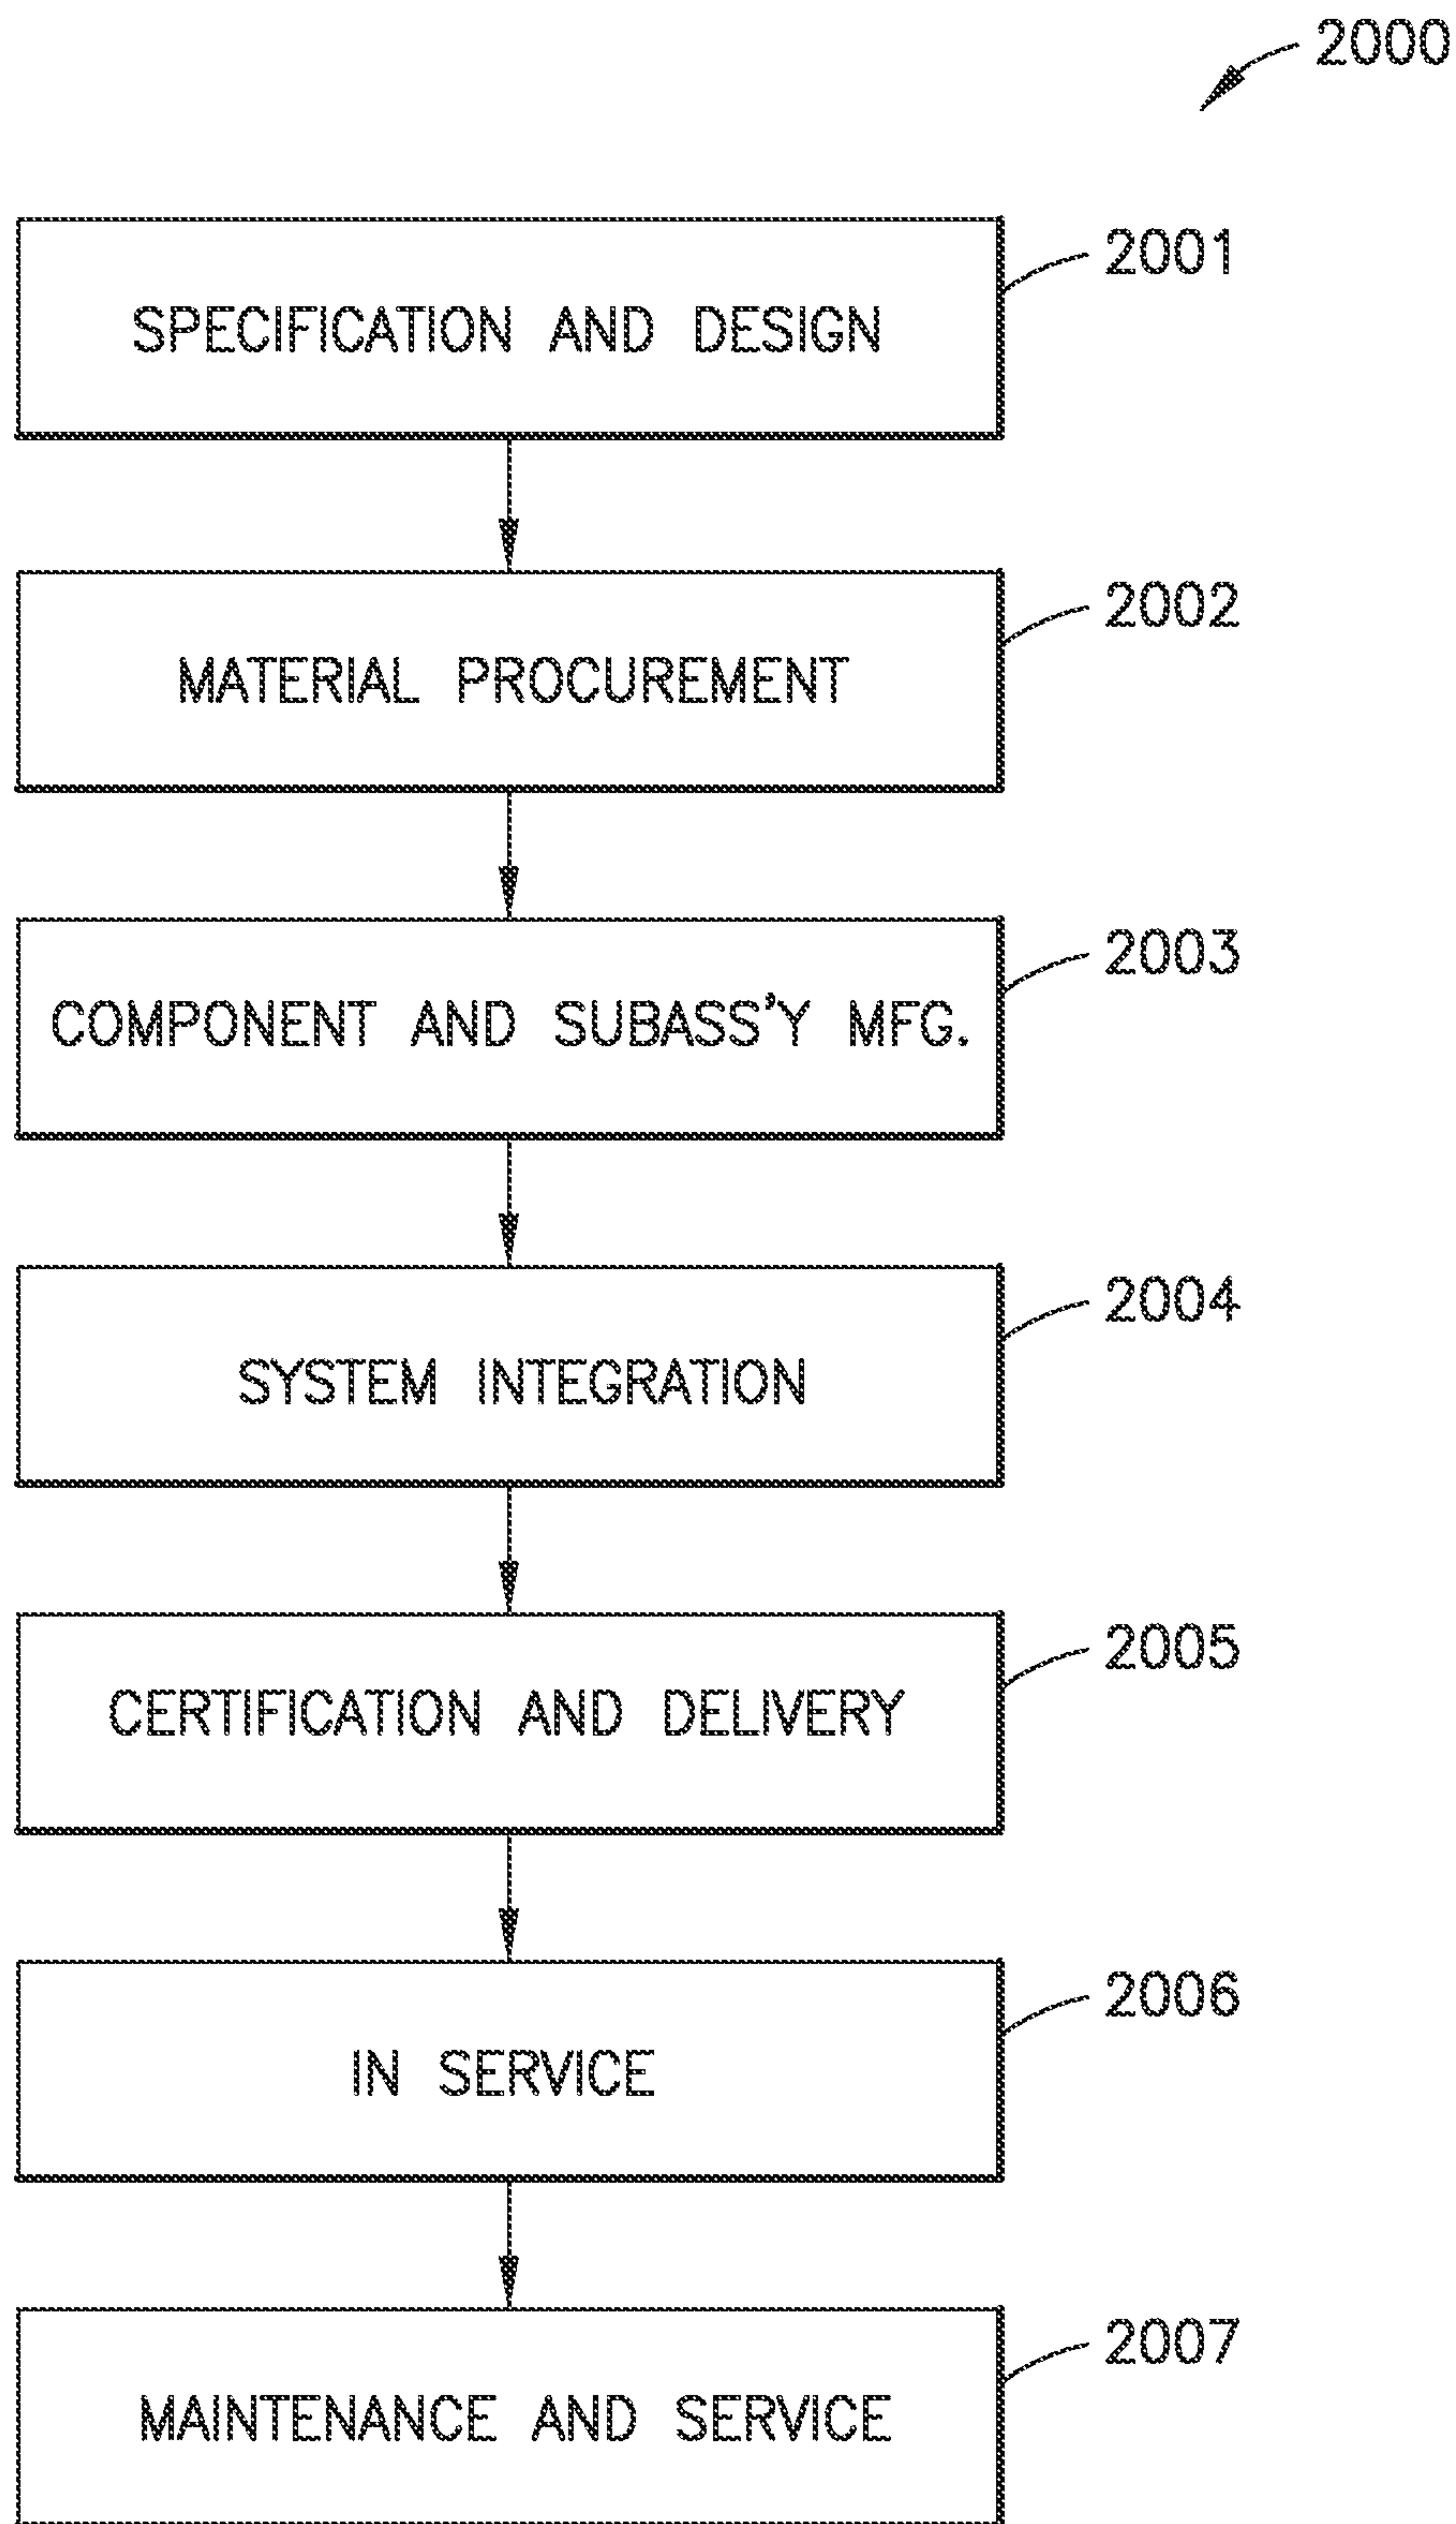 2000
2001
SPECIFICATION AND DESIGN
2002
MATERIAL PROCUREMENT
2003
COMPONENT AND SUBASS'Y MFG.
2004
SYSTEM INTEGRATION
2005
CERTIFICATION AND DELIVERY
2006
IN SERVICE
2007
MAINTENANCE AND SERVICE